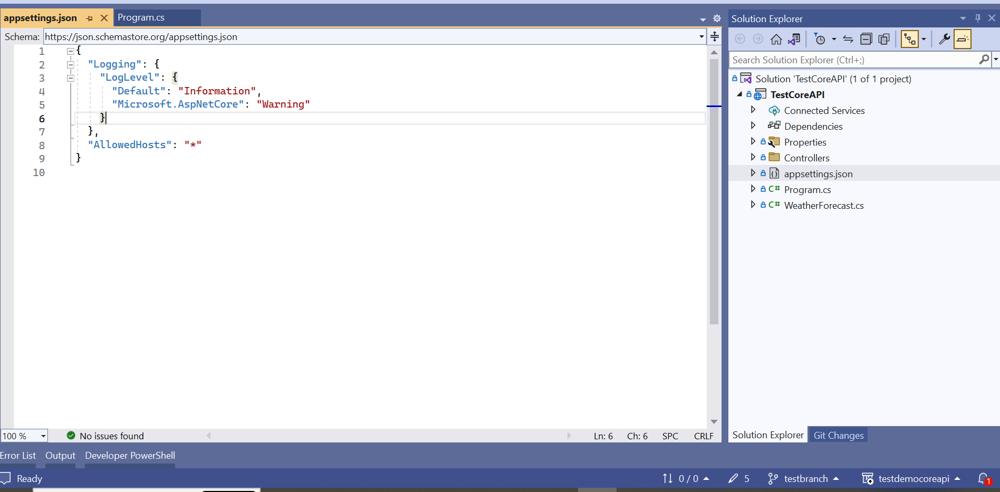 appsettings.json
Program.cs
Schema: https://json.schemastore.org/appsettings.json
1 {
2 "Logging": {
3 "LogLevel": {
4 "Default": "Information",
5 "Microsoft.AspNetCore": "Warning"
6 }
7 },
8 "AllowedHosts": "*"
9 }
10
100 %
No issues found
Ln: 6 Ch: 6 SPC CRLF
Solution Explorer
Search Solution Explorer (Ctrl+;)
Solution 'TestCoreAPI' (1 of 1 project)
TestCoreAPI
Connected Services
Dependencies
Properties
Controllers
appsettings.json
C# Program.cs
C# WeatherForecast.cs
Solution Explorer Git Changes
Error List Output Developer PowerShell
Ready
0 / 0 5 testbranch testdemocoreapi 1